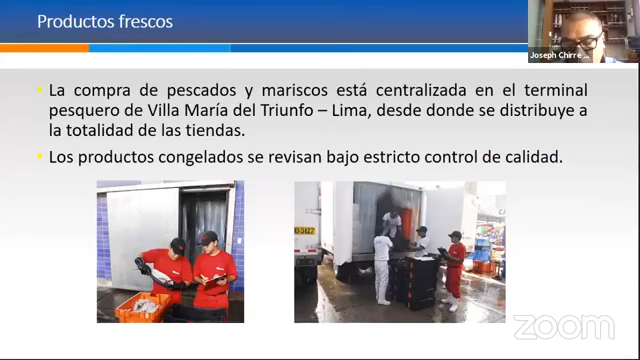 Productos frescos
Joseph Chirre
• La compra de pescados y mariscos está centralizada en el terminal
pesquero de Villa María del Triunfo – Lima, desde donde se distribuye a
la totalidad de las tiendas.
• Los productos congelados se revisan bajo estricto control de calidad.
zoom